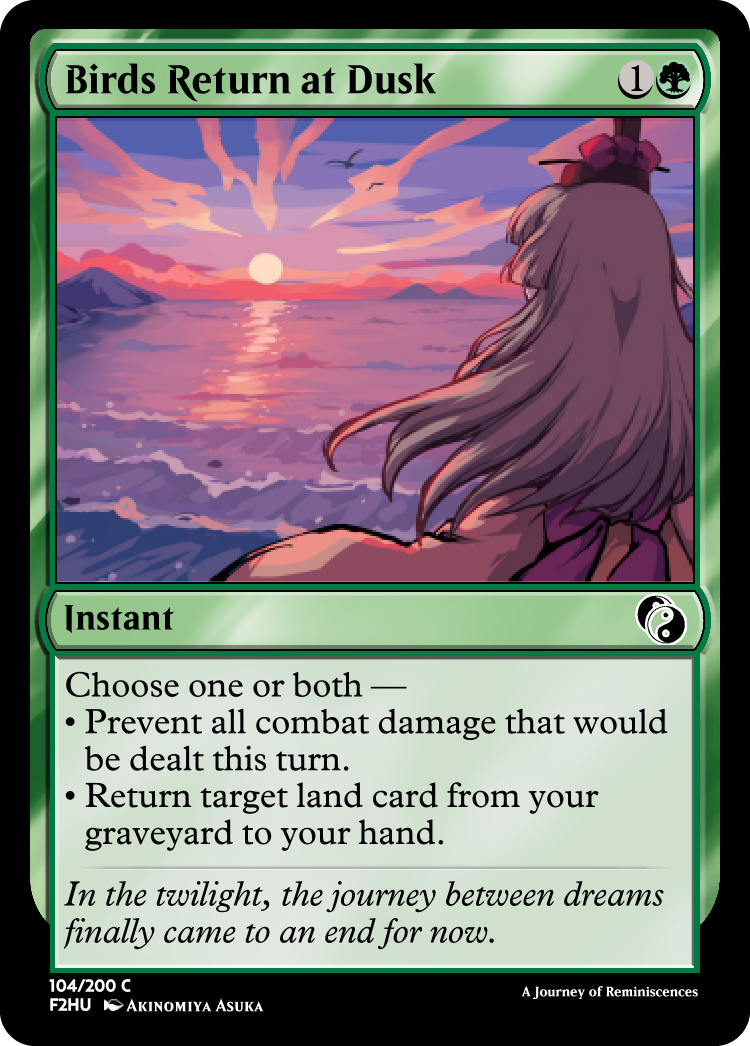 Birds Return at Dusk 1
Instant
Choose one or both —
• Prevent all combat damage that would
be dealt this turn.
• Return target land card from your
graveyard to your hand.
In the twilight, the journey between dreams
finally came to an end for now.
104/200 C
F2HU Akinomiya Asuka
A Journey of Reminiscences